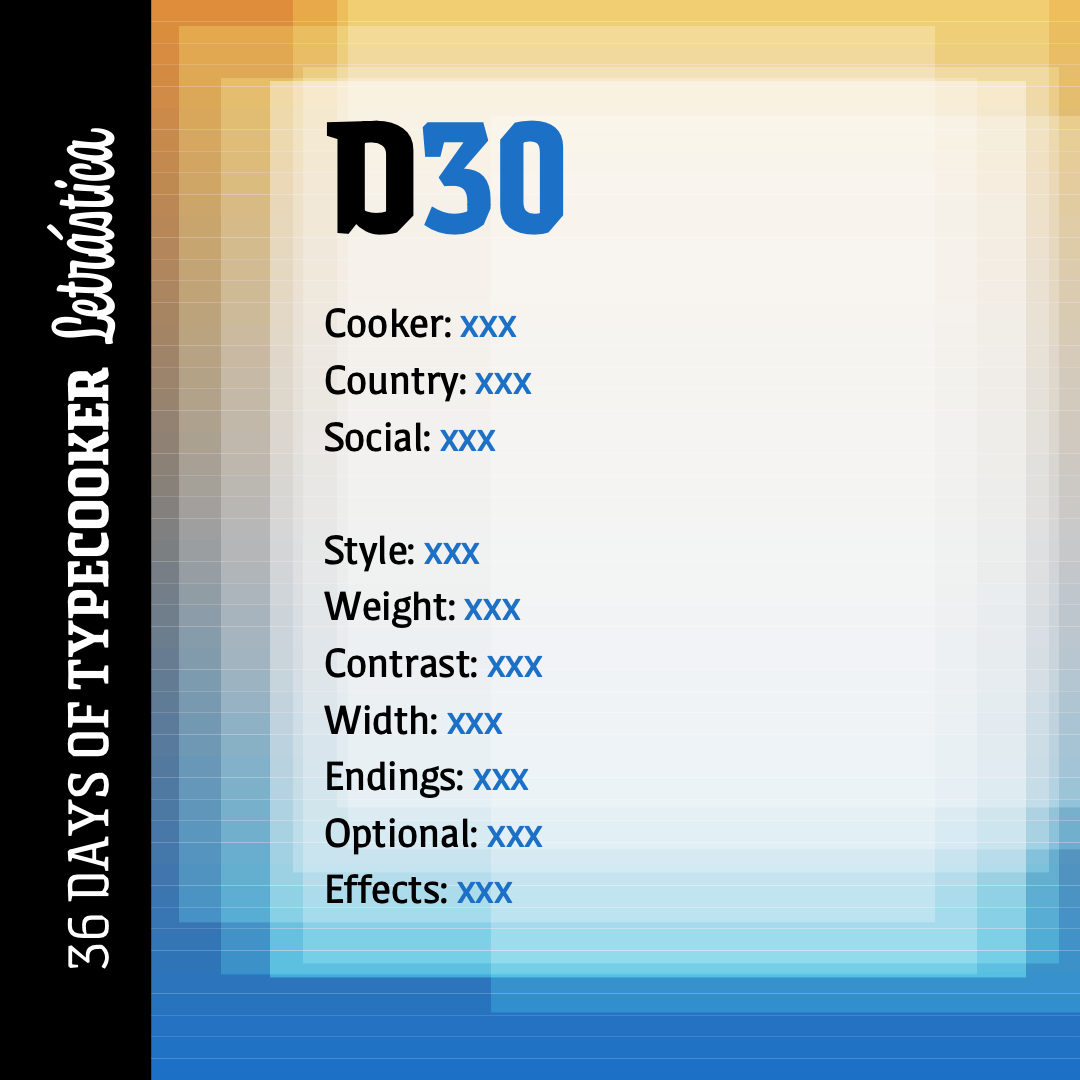 36 DAYS OF TYPECOOKER Letrástica
D30
Cooker: xxx
Country: xxx
Social: xxx
Style: xxx
Weight: xxx
Contrast: xxx
Width: xxx
Endings: xxx
Optional: xxx
Effects: xxx